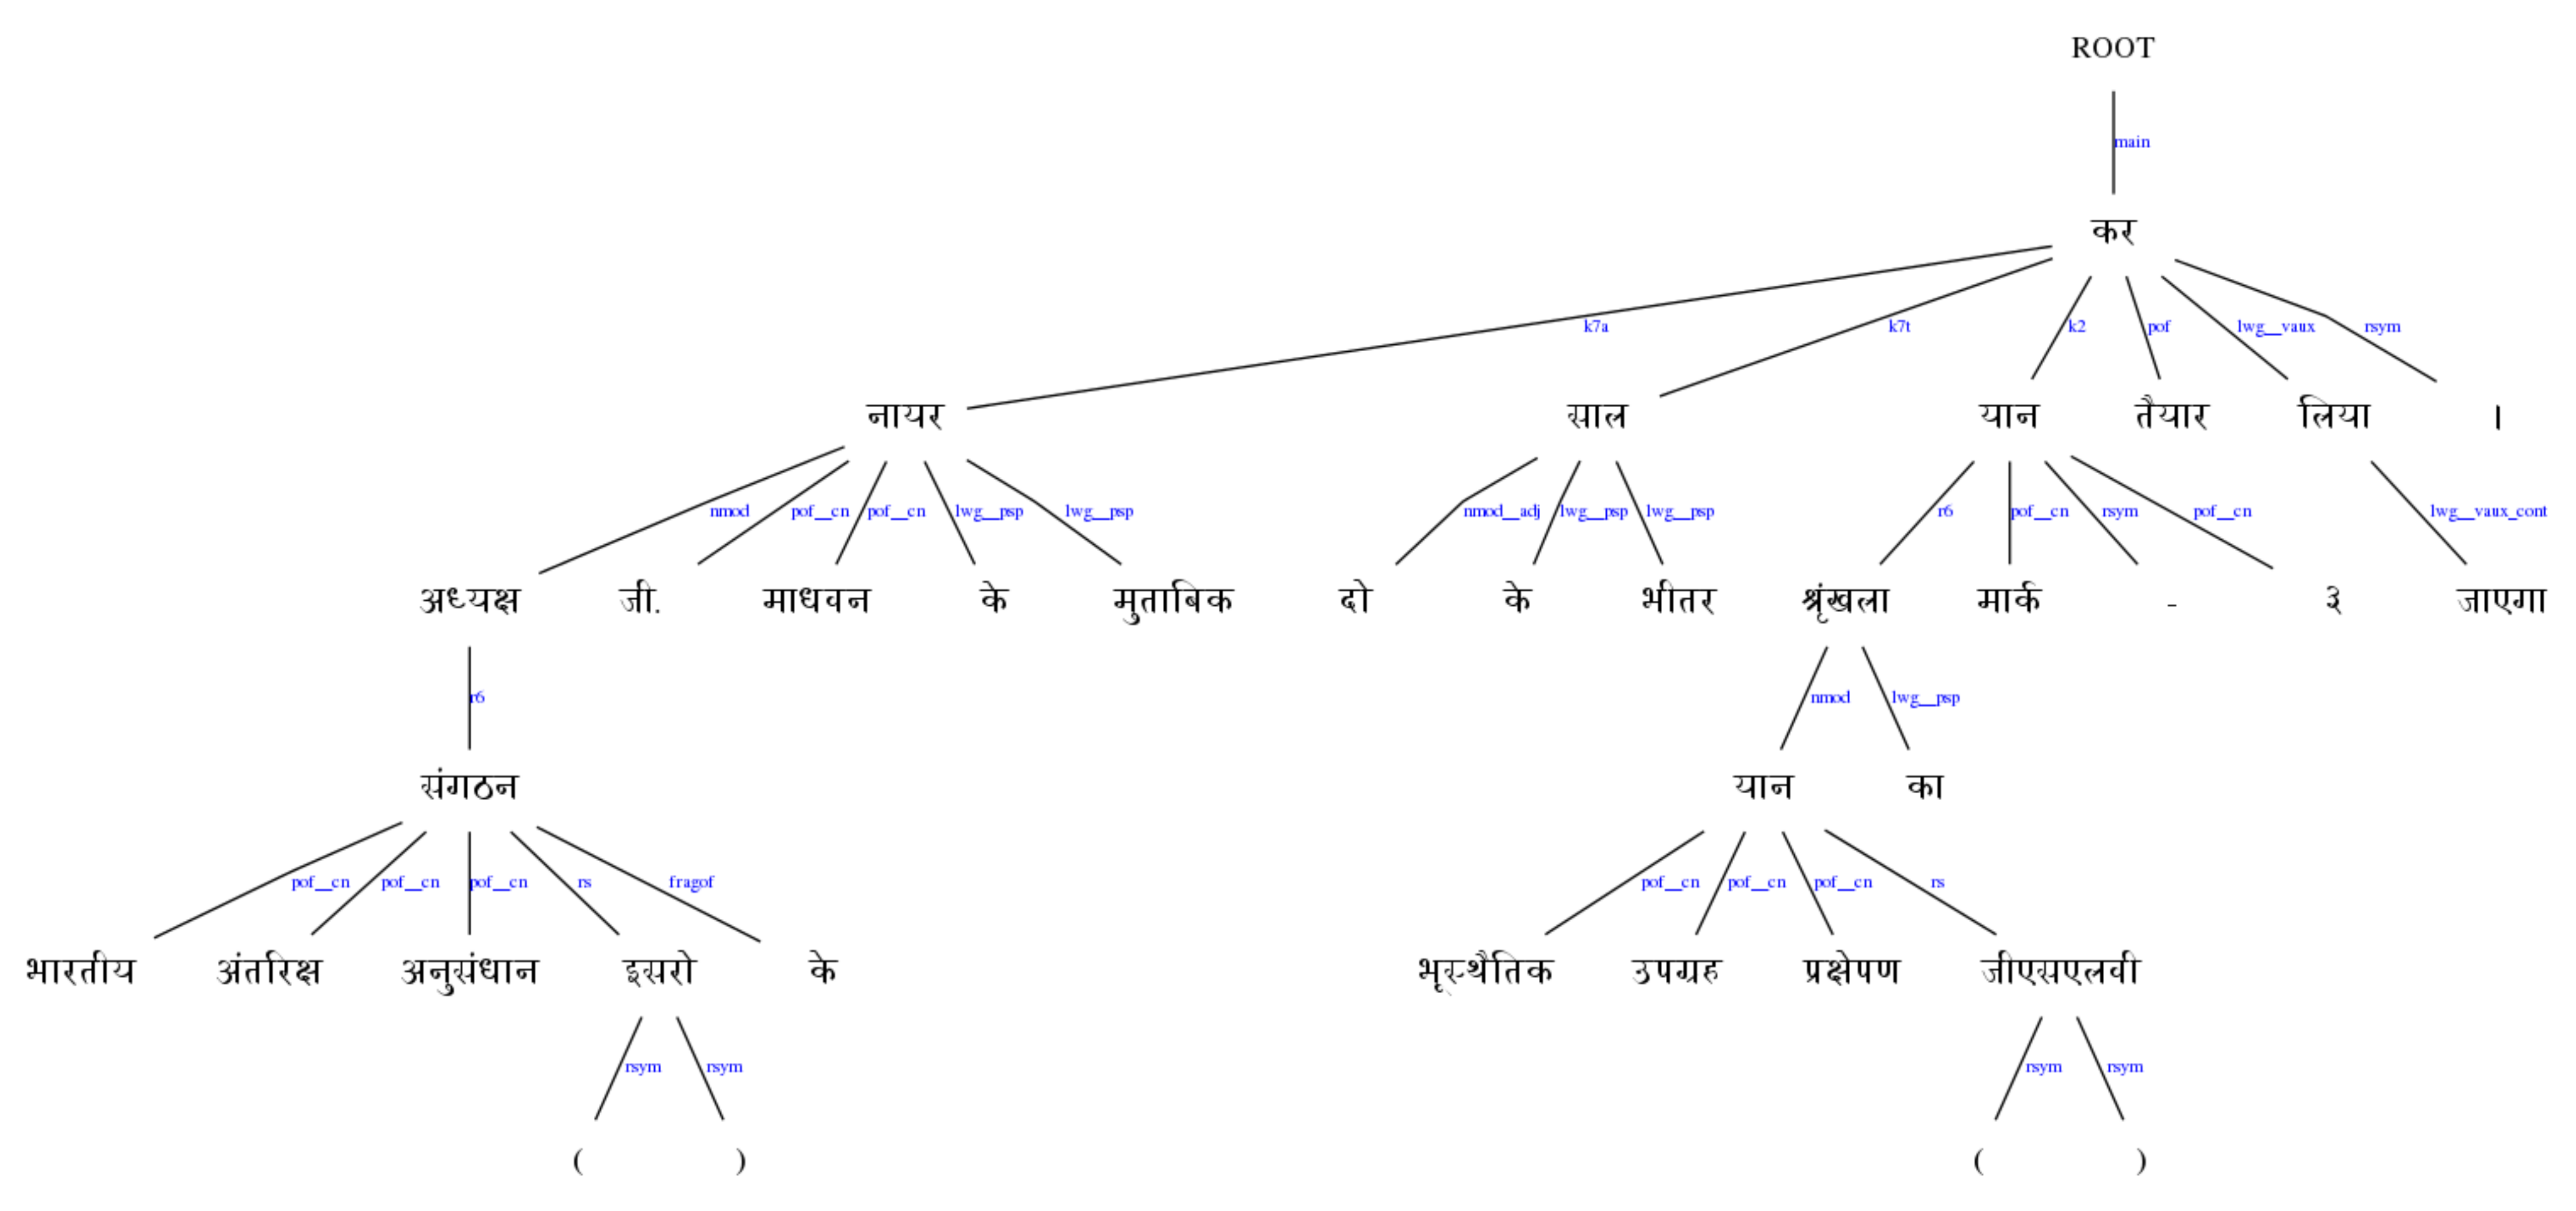 ROOT
main
कर
k7a k7t k2 pof lwg__vaux rsym
नायर साल यान तैयार लिया ।
nmod pof__cn pof__cn lwg__psp lwg__psp nmod__adj lwg__psp lwg__psp r6 pof__cn rsym pof__cn lwg__vaux_cont
अध्यक्ष जी. माधवन के मुताबिक दो के भीतर श्रृंखला मार्क - ३ जाएगा
r6 nmod lwg__psp
संगठन यान का
pof__cn pof__cn pof__cn rs fragof pof__cn pof__cn pof__cn rs
भारतीय अंतरिक्ष अनुसंधान इसरो के भूस्थैतिक उपग्रह प्रक्षेपण जीएसएलवी
rsym rsym rsym rsym
( ) ( )